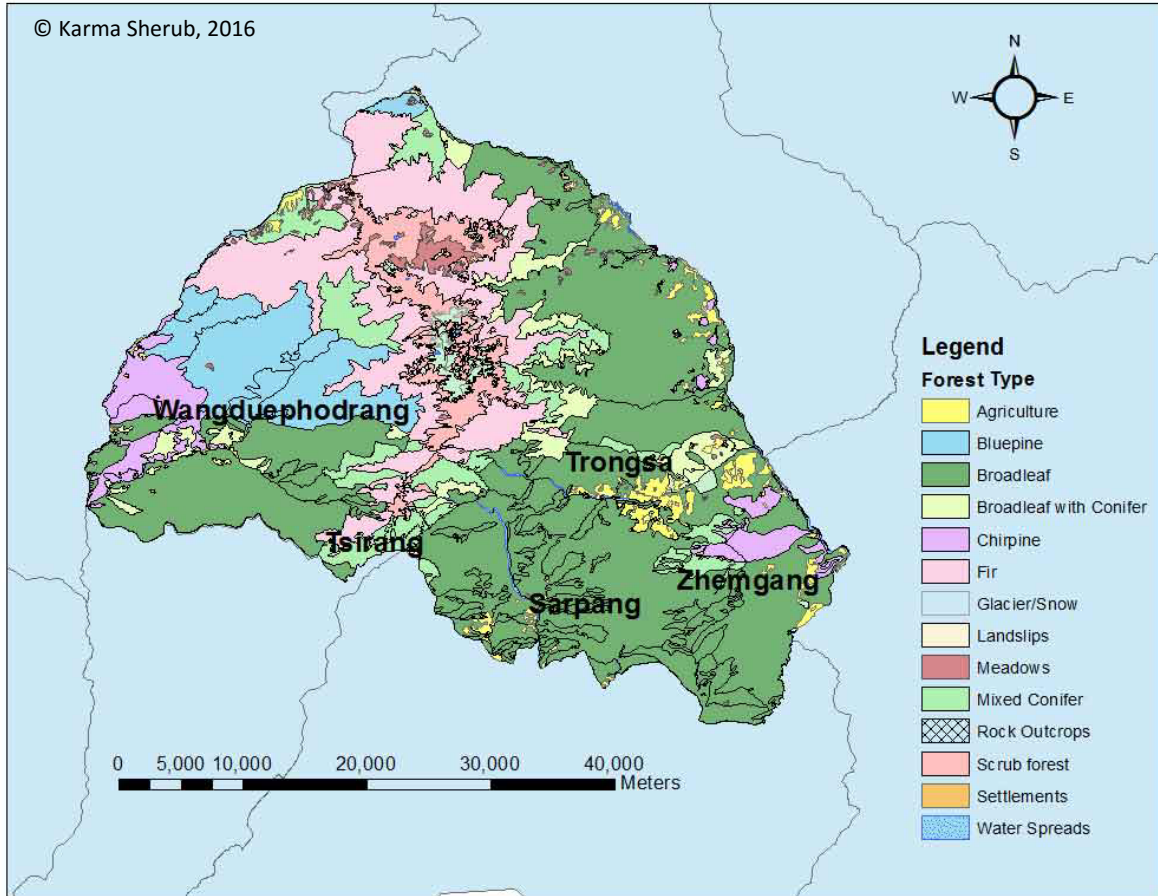 © Karma Sherub, 2016
N
W E
S
Wangduephodrang
Trongsa
Tsirang
Zhemgang
Sarpang
Legend
Forest Type
Agriculture
Bluepine
Broadleaf
Broadleaf with Conifer
Chirpine
Fir
Glacier/Snow
Landslips
Meadows
Mixed Conifer
Rock Outcrops
Scrub forest
Settlements
Water Spreads
0 5,000 10,000 20,000 30,000 40,000
Meters